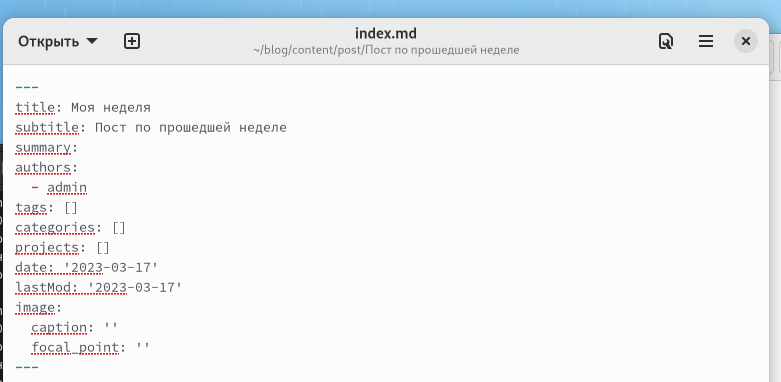 Открыть
index.md
~/blog/content/post/Пост по прошедшей неделе
---
title: Моя неделя
subtitle: Пост по прошедшей неделе
summary:
authors:
  - admin
tags: []
categories: []
projects: []
date: '2023-03-17'
lastMod: '2023-03-17'
image:
  caption: ''
  focal_point: ''
---